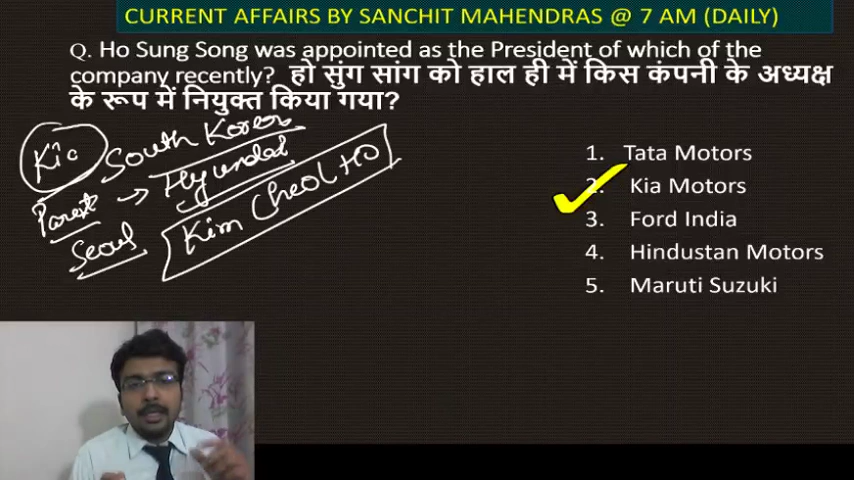 CURRENT AFFAIRS BY SANCHIT MAHENDRAS @ 7 AM (DAILY)
Q. Ho Sung Song was appointed as the President of which of the
company recently? हो सुंग सांग को हाल ही में किस कंपनी के अध्यक्ष
के रूप में नियुक्त किया गया?
Kia South Korea
Parent → Hyundai
Seoul Kim Cheol Ho
1. Tata Motors
2. Kia Motors
3. Ford India
4. Hindustan Motors
5. Maruti Suzuki